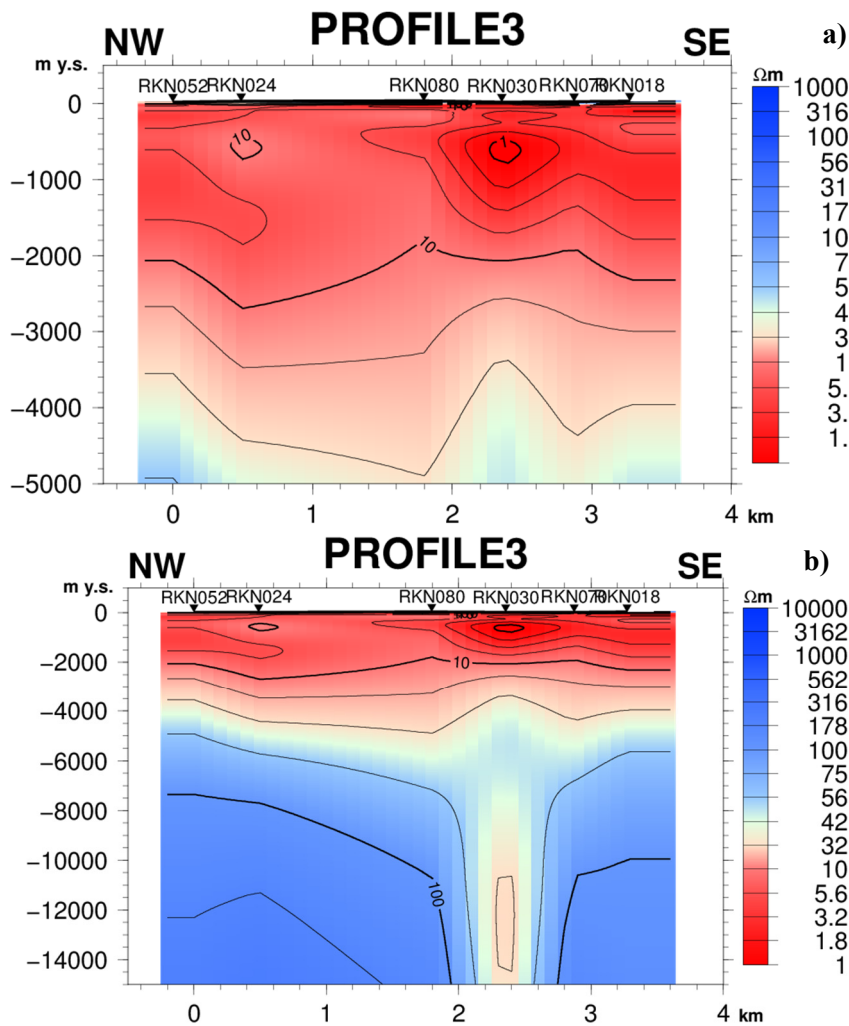 PROFILE3
a)
NW
SE
m y.s.
RKN052
RKN024
RKN080
RKN030
RKN070
RKN018
Ωm
0
−1000
−2000
−3000
−4000
−5000
10
1
10
1000
316
100
56
31
17
10
7
5
4
3
1
5.
3.
1.
0
1
2
3
4
km
PROFILE3
b)
NW
SE
m y.s.
RKN052
RKN024
RKN080
RKN030
RKN070
RKN018
Ωm
0
−2000
−4000
−6000
−8000
−10000
−12000
−14000
10
100
10000
3162
1000
562
316
178
100
75
56
42
32
10
5.6
3.2
1.8
1
0
1
2
3
4
km